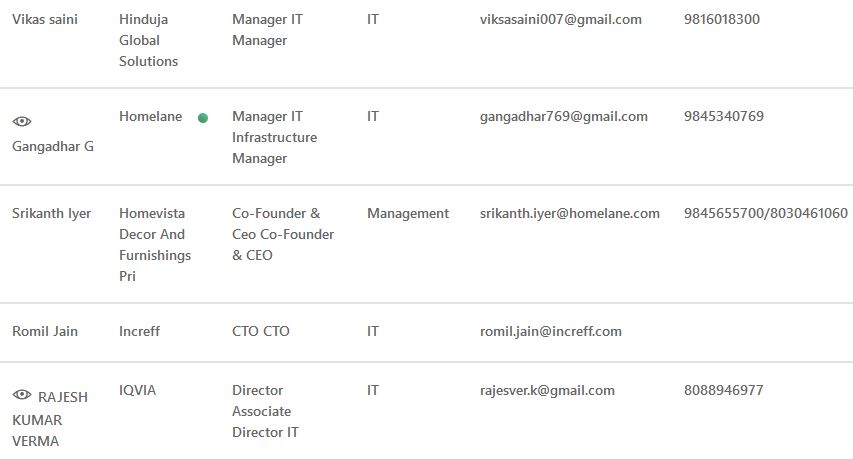 Vikas saini Hinduja Manager IT IT viksasaini007@gmail.com 9816018300
Global Manager
Solutions
Homelane Manager IT IT gangadhar769@gmail.com 9845340769
Gangadhar G Infrastructure
Manager
Srikanth Iyer Homevista Co-Founder & Management srikanth.iyer@homelane.com 9845655700/8030461060
Decor And Ceo Co-Founder
Furnishings & CEO
Pri
Romil Jain Increff CTO CTO IT romil.jain@increff.com
RAJESH IQVIA Director IT rajesver.k@gmail.com 8088946977
KUMAR Associate
VERMA Director IT